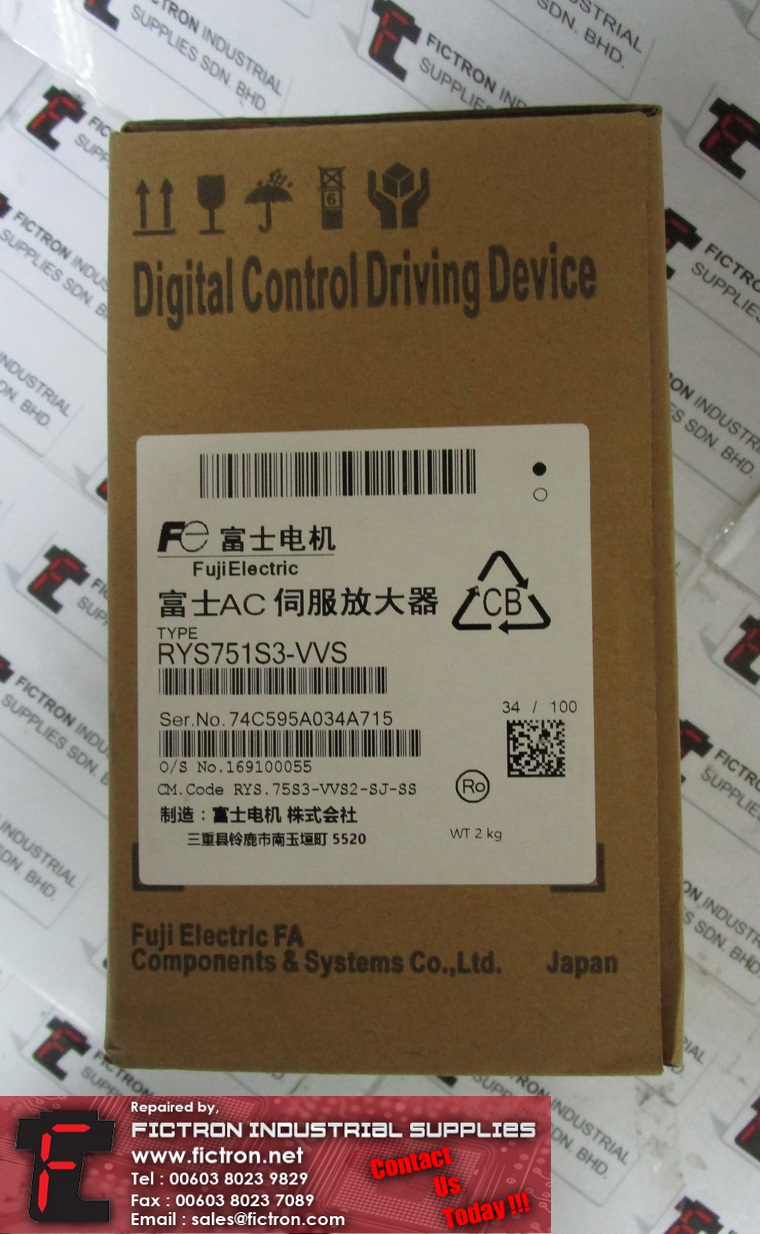 FICTRON INDUSTRIAL
SUPPLIES SDN. BHD.
6
Digital Control Driving Device
Fe 富士电机
FujiElectric
富士AC 伺服放大器
CB
TYPE
RYS751S3-VVS
Ser.No.74C595A034A715
34 / 100
O/S No.169100055
CM.Code RYS.75S3-VVS2-SJ-SS
Ro
制造：富士电机 株式会社
三重县铃鹿市南玉垣町 5520
WT 2 kg
Fuji Electric FA
Components & Systems Co.,Ltd. Japan
Repaired by,
FICTRON INDUSTRIAL SUPPLIES
www.fictron.net
Tel : 00603 8023 9829
Fax : 00603 8023 7089
Email : sales@fictron.com
Contact
Us
Today !!!